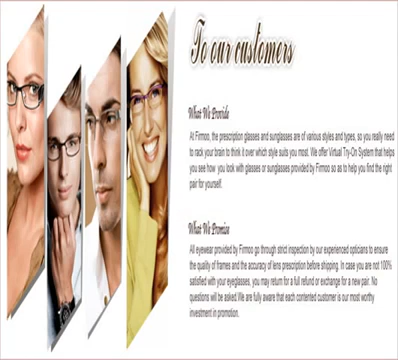 To our customers
What We Provide
At Firmoo, the prescription glasses and sunglasses are of various styles and types, so you really need
to rack your brain to think it over which style suits you most. We offer Virtual Try-On System that helps
you see how you look with glasses or sunglasses provided by Firmoo so as to help you find the right
pair for yourself.
What We Promise
All eyewear provided by Firmoo go through strict inspection by our experienced opticians to ensure
the quality of frames and the accuracy of lens prescription before shipping. In case you are not 100%
satisfied with your eyeglasses, you may return for a full refund or exchange for a new pair. No
questions will be asked.We are fully aware that each contented customer is our most worthy
investment in promotion.